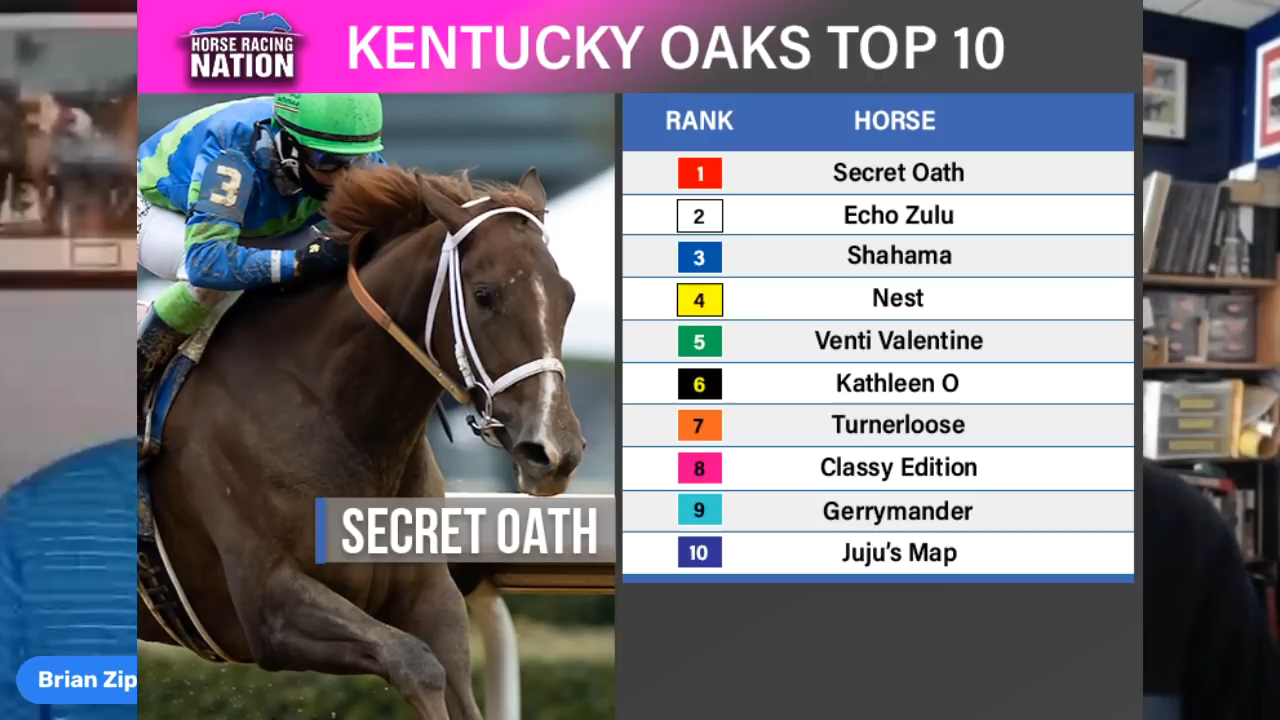 HORSE RACING
NATION
KENTUCKY OAKS TOP 10
RANK HORSE
1 Secret Oath
2 Echo Zulu
3 Shahama
4 Nest
5 Venti Valentine
6 Kathleen O
7 Turnerloose
8 Classy Edition
9 Gerrymander
10 Juju's Map
3
SECRET OATH
Brian Zip